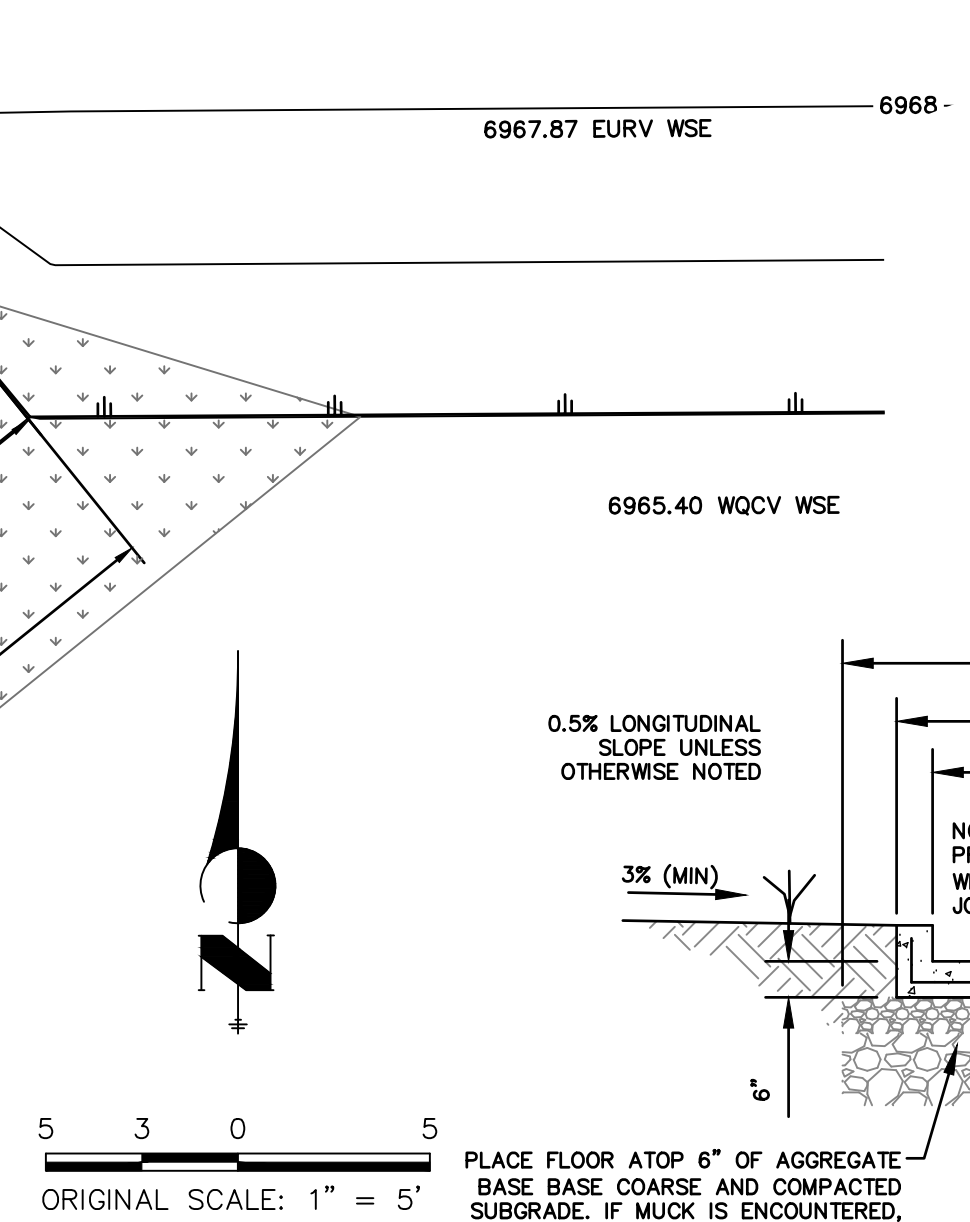 6968
6967.87 EURV WSE
6965.40 WQCV WSE
0.5% LONGITUDINAL
SLOPE UNLESS
OTHERWISE NOTED
3% (MIN)
6"
N
5 3 0 5
ORIGINAL SCALE: 1" = 5'
PLACE FLOOR ATOP 6" OF AGGREGATE
BASE BASE COARSE AND COMPACTED
SUBGRADE. IF MUCK IS ENCOUNTERED,